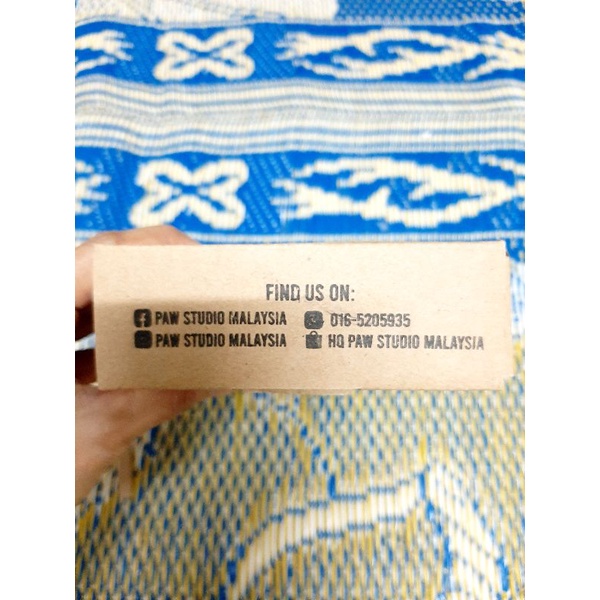 FIND US ON:
PAW STUDIO MALAYSIA 016-5205935
PAW STUDIO MALAYSIA HQ PAW STUDIO MALAYSIA